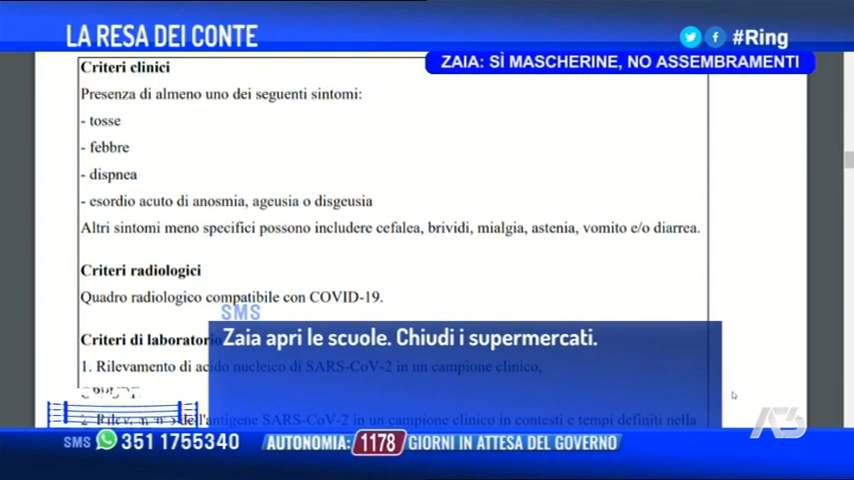 LA RESA DEI CONTE
#Ring
ZAIA: SÌ MASCHERINE, NO ASSEMBRAMENTI
Criteri clinici
Presenza di almeno uno dei seguenti sintomi:
- tosse
- febbre
- dispnea
- esordio acuto di anosmia, ageusia o disgeusia
Altri sintomi meno specifici possono includere cefalea, brividi, mialgia, astenia, vomito e/o diarrea.
Criteri radiologici
Quadro radiologico compatibile con COVID-19.
SMS
Criteri di laboratorio
Zaia apri le scuole. Chiudi i supermercati.
1. Rilevamento di acido nucleico di SARS-CoV-2 in un campione clinico,
dell'antigene SARS-CoV-2 in un campione clinico in contesti e tempi definiti nella
A3
SMS 351 1755340 AUTONOMIA: 1178 GIORNI IN ATTESA DEL GOVERNO